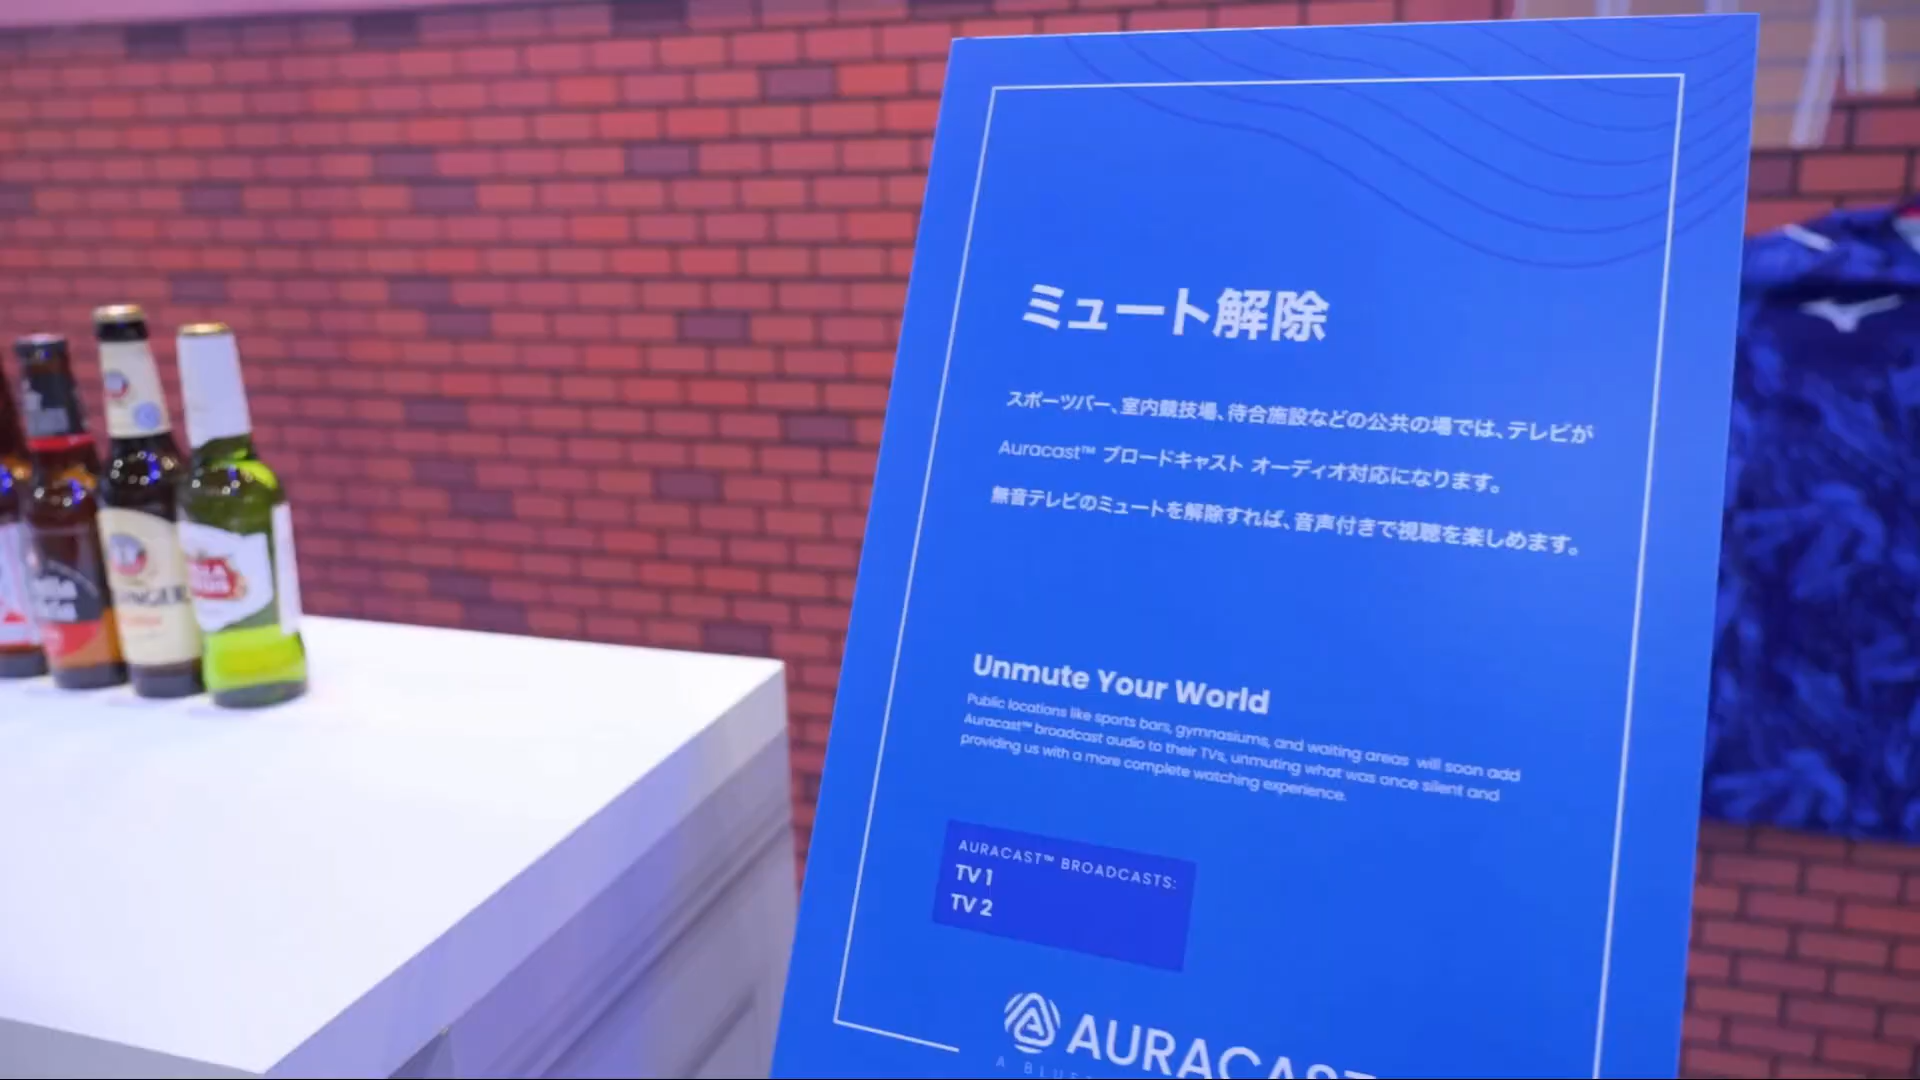 ミュート解除
スポーツバー、室内競技場、待合施設などの公共の場では、テレビが
Auracast™ ブロードキャスト オーディオ対応になります。
無音テレビのミュートを解除すれば、音声付きで視聴を楽しめます。
Unmute Your World
Public locations like sports bars, gymnasiums, and waiting areas will soon add
Auracast™ broadcast audio to their TVs, unmuting what was once silent and
providing us with a more complete watching experience.
AURACAST™ BROADCASTS:
TV 1
TV 2
AURACAST